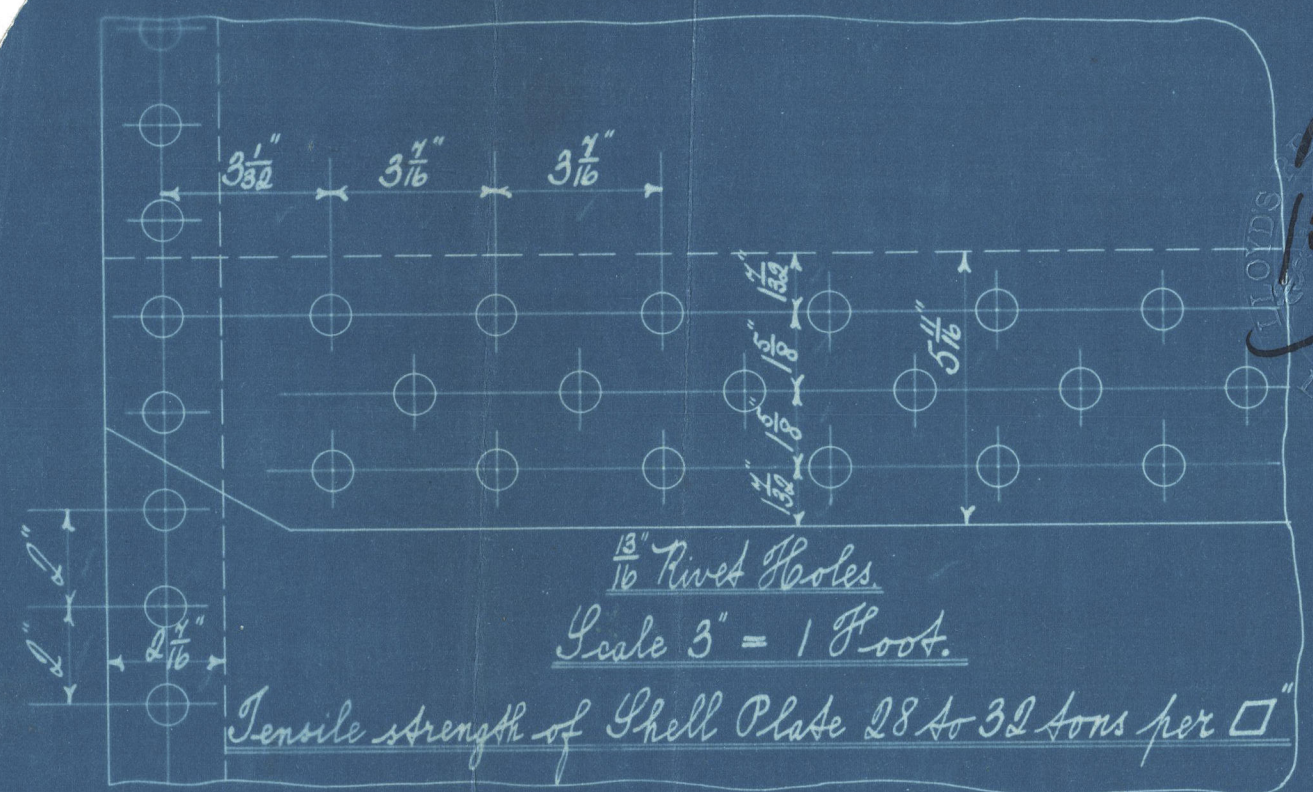 3 1/32" 3 7/16" 3 7/16"
1 7/32"
1 5/8"
1 5/8"
1 7/32"
5 11/16"
2"
2"
2 7/16"
13/16" Rivet Holes.
Scale 3" = 1 Foot.
Tensile strength of Shell Plate 28 to 32 tons per □"
LLOYDS